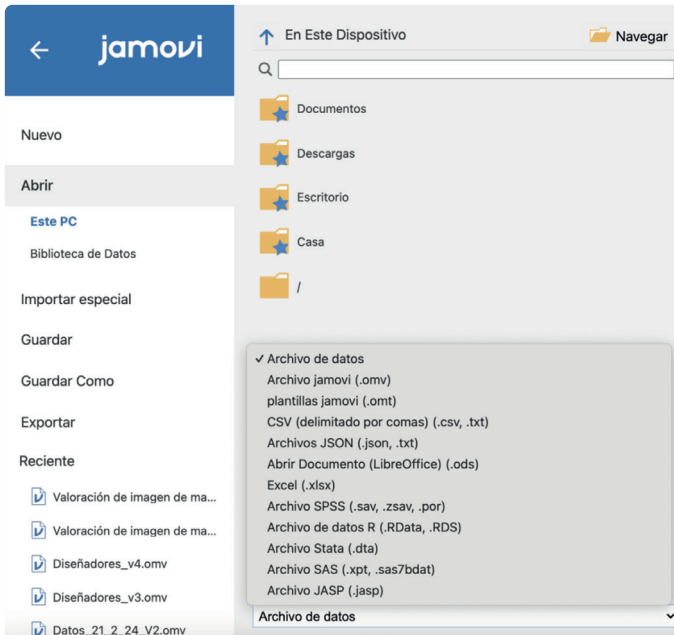 jamovi
Nuevo
Abrir
Este PC
Biblioteca de Datos
Importar especial
Guardar
Guardar Como
Exportar
Reciente
Valoración de imagen de ma...
Valoración de imagen de ma...
Diseñadores_v4.omv
Diseñadores_v3.omv
Datos_21_2_24_V2.omv
En Este Dispositivo
Navegar
Documentos
Descargas
Escritorio
Casa
/
✓ Archivo de datos
Archivo jamovi (.omv)
plantillas jamovi (.omt)
CSV (delimitado por comas) (.csv, .txt)
Archivos JSON (.json, .txt)
Abrir Documento (LibreOffice) (.ods)
Excel (.xlsx)
Archivo SPSS (.sav, .zsav, .por)
Archivo de datos R (.RData, .RDS)
Archivo Stata (.dta)
Archivo SAS (.xpt, .sas7bdat)
Archivo JASP (.jasp)
Archivo de datos